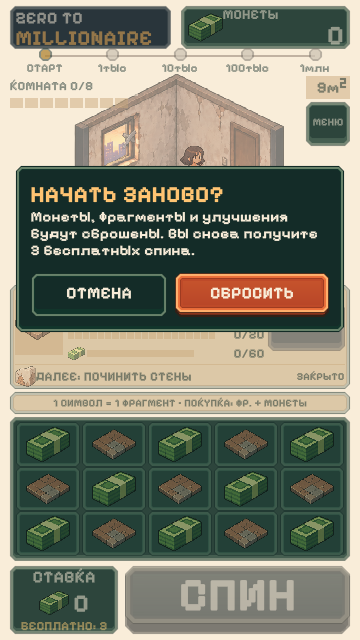 ZERO TO
MILLIONAIRE
МОНЕТЫ
0
СТАРТ
1тыс
10тыс
100тыс
1млн
КОМНАТА 0/8
9м²
МЕНЮ
НАЧАТЬ ЗАНОВО?
Монеты, фрагменты и улучшения
будут сброшены. Вы снова получите
3 бесплатных спина.
ОТМЕНА
СБРОСИТЬ
0/20
0/60
ДАЛЕЕ: ПОЧИНИТЬ СТЕНЫ
ЗАКРЫТО
1 СИМВОЛ = 1 ФРАГМЕНТ · ПОКУПКА: ФР. + МОНЕТЫ
СТАВКА
0
БЕСПЛАТНО: 3
СПИН